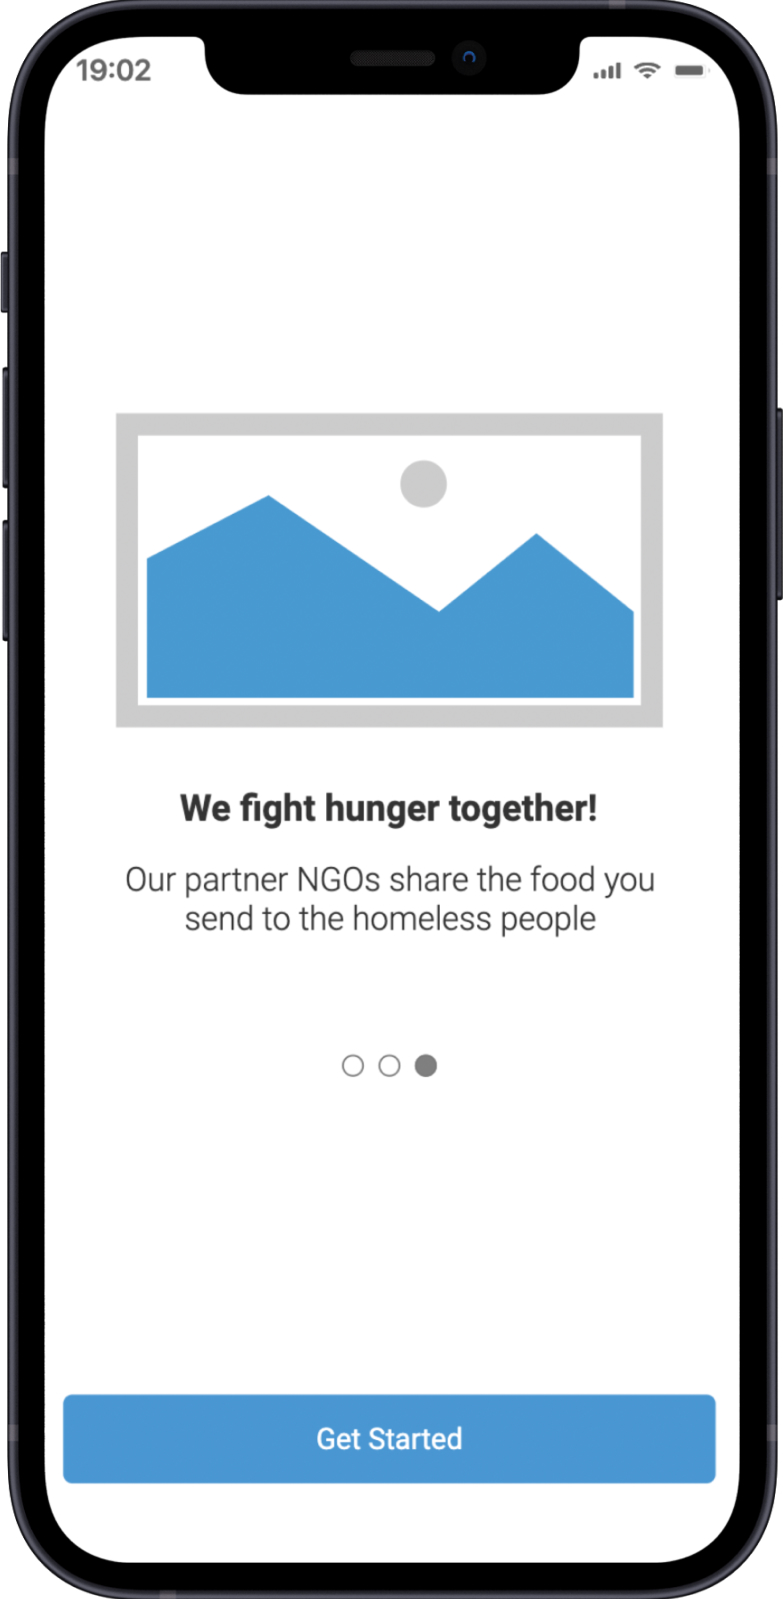 19:02
We fight hunger together!
Our partner NGOs share the food you
send to the homeless people
Get Started